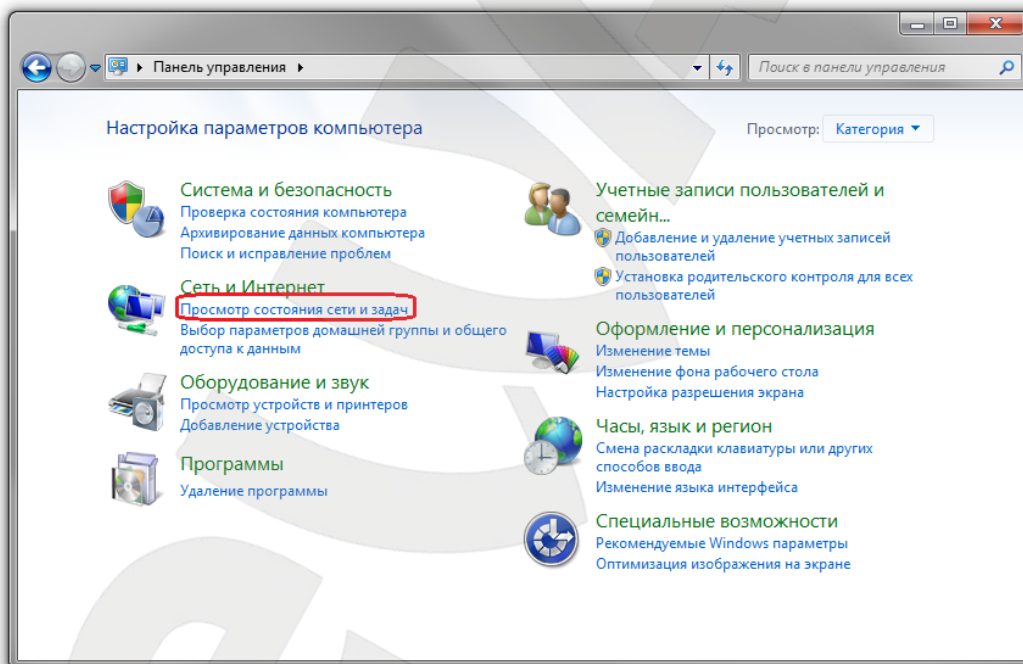 Панель управления
Поиск в панели управления
Настройка параметров компьютера
Просмотр: Категория
Система и безопасность
Проверка состояния компьютера
Архивирование данных компьютера
Поиск и исправление проблем
Сеть и Интернет
Просмотр состояния сети и задач
Выбор параметров домашней группы и общего
доступа к данным
Оборудование и звук
Просмотр устройств и принтеров
Добавление устройства
Программы
Удаление программы
Учетные записи пользователей и
семейн...
Добавление и удаление учетных записей
пользователей
Установка родительского контроля для всех
пользователей
Оформление и персонализация
Изменение темы
Изменение фона рабочего стола
Настройка разрешения экрана
Часы, язык и регион
Смена раскладки клавиатуры или других
способов ввода
Изменение языка интерфейса
Специальные возможности
Рекомендуемые Windows параметры
Оптимизация изображения на экране